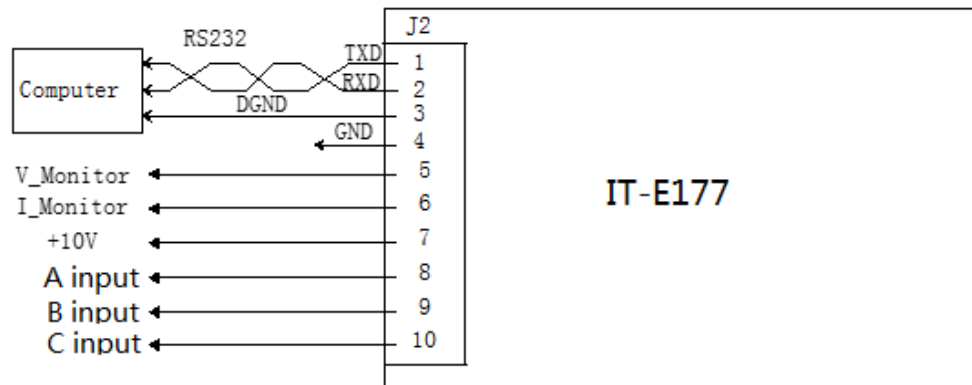 J2
RS232
TXD 1
Computer
RXD 2
DGND 3
GND 4
V_Monitor 5
IT-E177
I_Monitor 6
+10V 7
A input 8
B input 9
C input 10